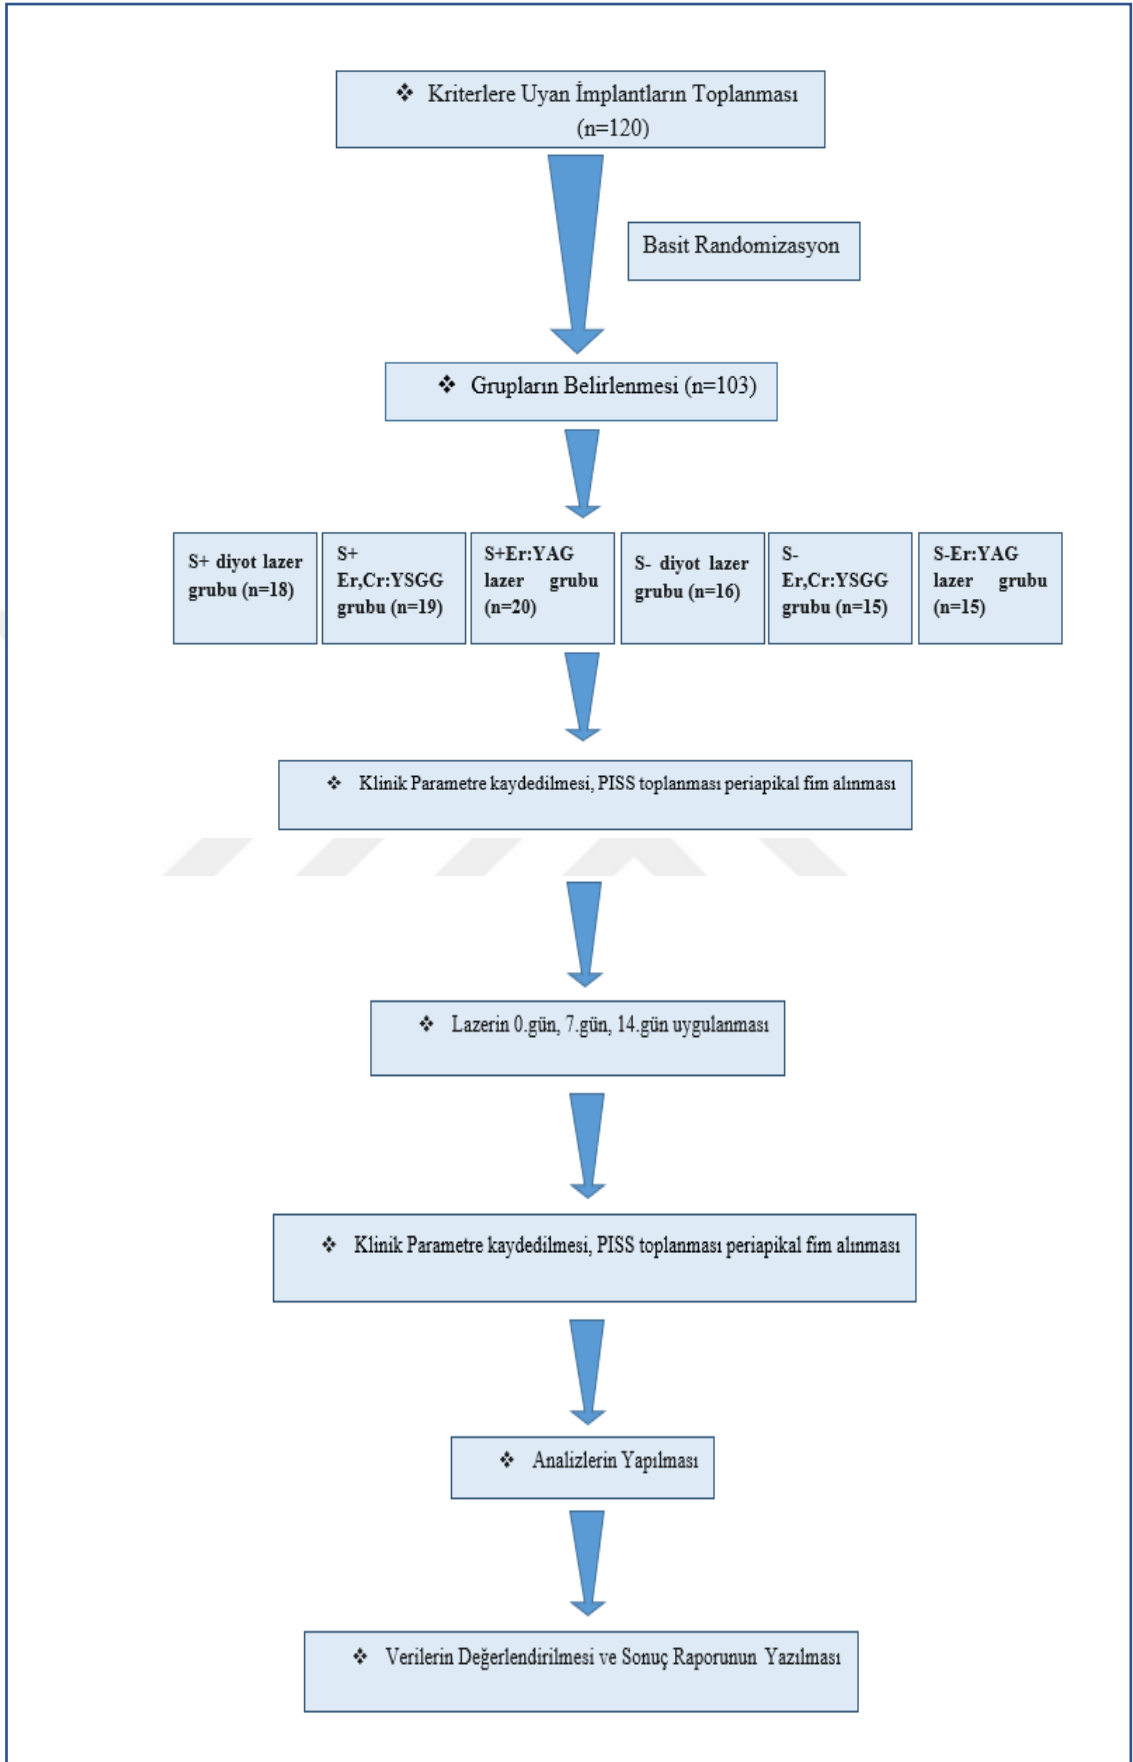 ❖ Kriterlere Uyan İmplantların Toplanması
(n=120)
Basit Randomizasyon
❖ Grupların Belirlenmesi (n=103)
S+ diyot lazer
grubu (n=18)
S+
Er,Cr:YSGG
grubu (n=19)
S+Er:YAG
lazer grubu
(n=20)
S- diyot lazer
grubu (n=16)
S-
Er,Cr:YSGG
grubu (n=15)
S-Er:YAG
lazer grubu
(n=15)
❖ Klinik Parametre kaydedilmesi, PISS toplanması periapikal fim alınması
❖ Lazerin 0.gün, 7.gün, 14.gün uygulanması
❖ Klinik Parametre kaydedilmesi, PISS toplanması periapikal fim alınması
❖ Analizlerin Yapılması
❖ Verilerin Değerlendirilmesi ve Sonuç Raporunun Yazılması